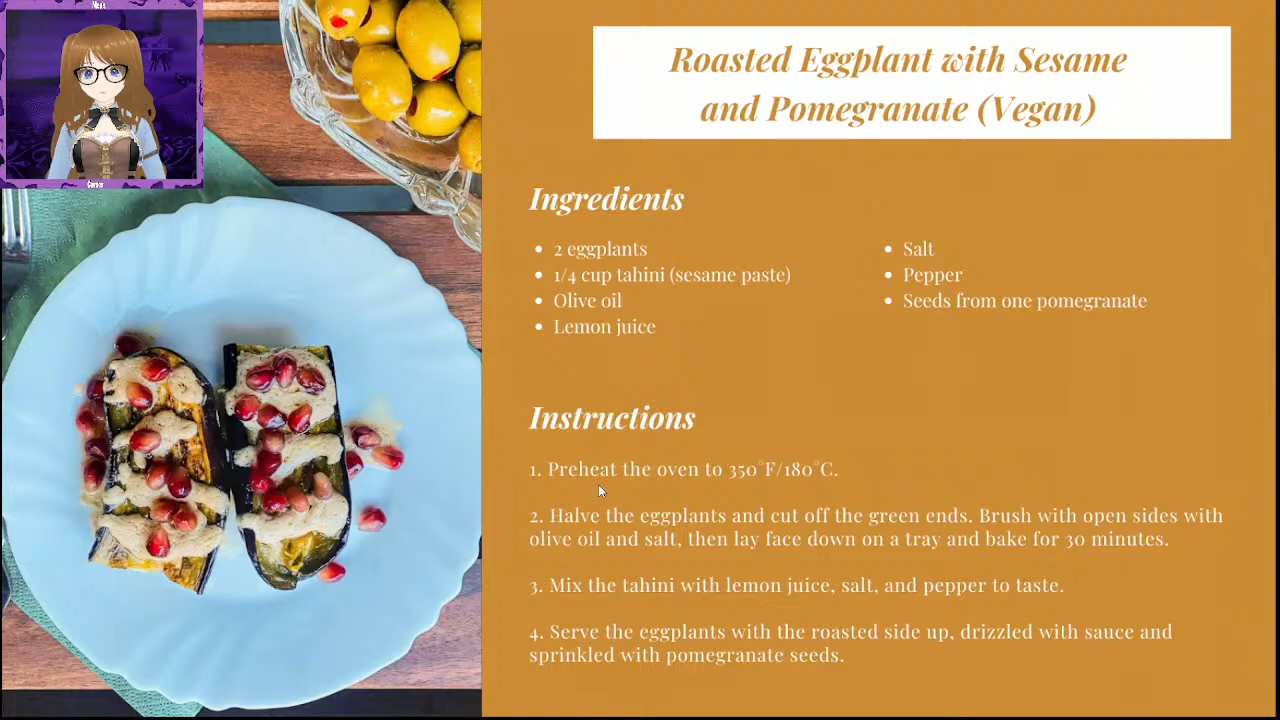 Roasted Eggplant with Sesame
and Pomegranate (Vegan)
Ingredients
• 2 eggplants
• 1/4 cup tahini (sesame paste)
• Olive oil
• Lemon juice
• Salt
• Pepper
• Seeds from one pomegranate
Instructions
1. Preheat the oven to 350°F/180°C.
2. Halve the eggplants and cut off the green ends. Brush with open sides with
olive oil and salt, then lay face down on a tray and bake for 30 minutes.
3. Mix the tahini with lemon juice, salt, and pepper to taste.
4. Serve the eggplants with the roasted side up, drizzled with sauce and
sprinkled with pomegranate seeds.
Corner